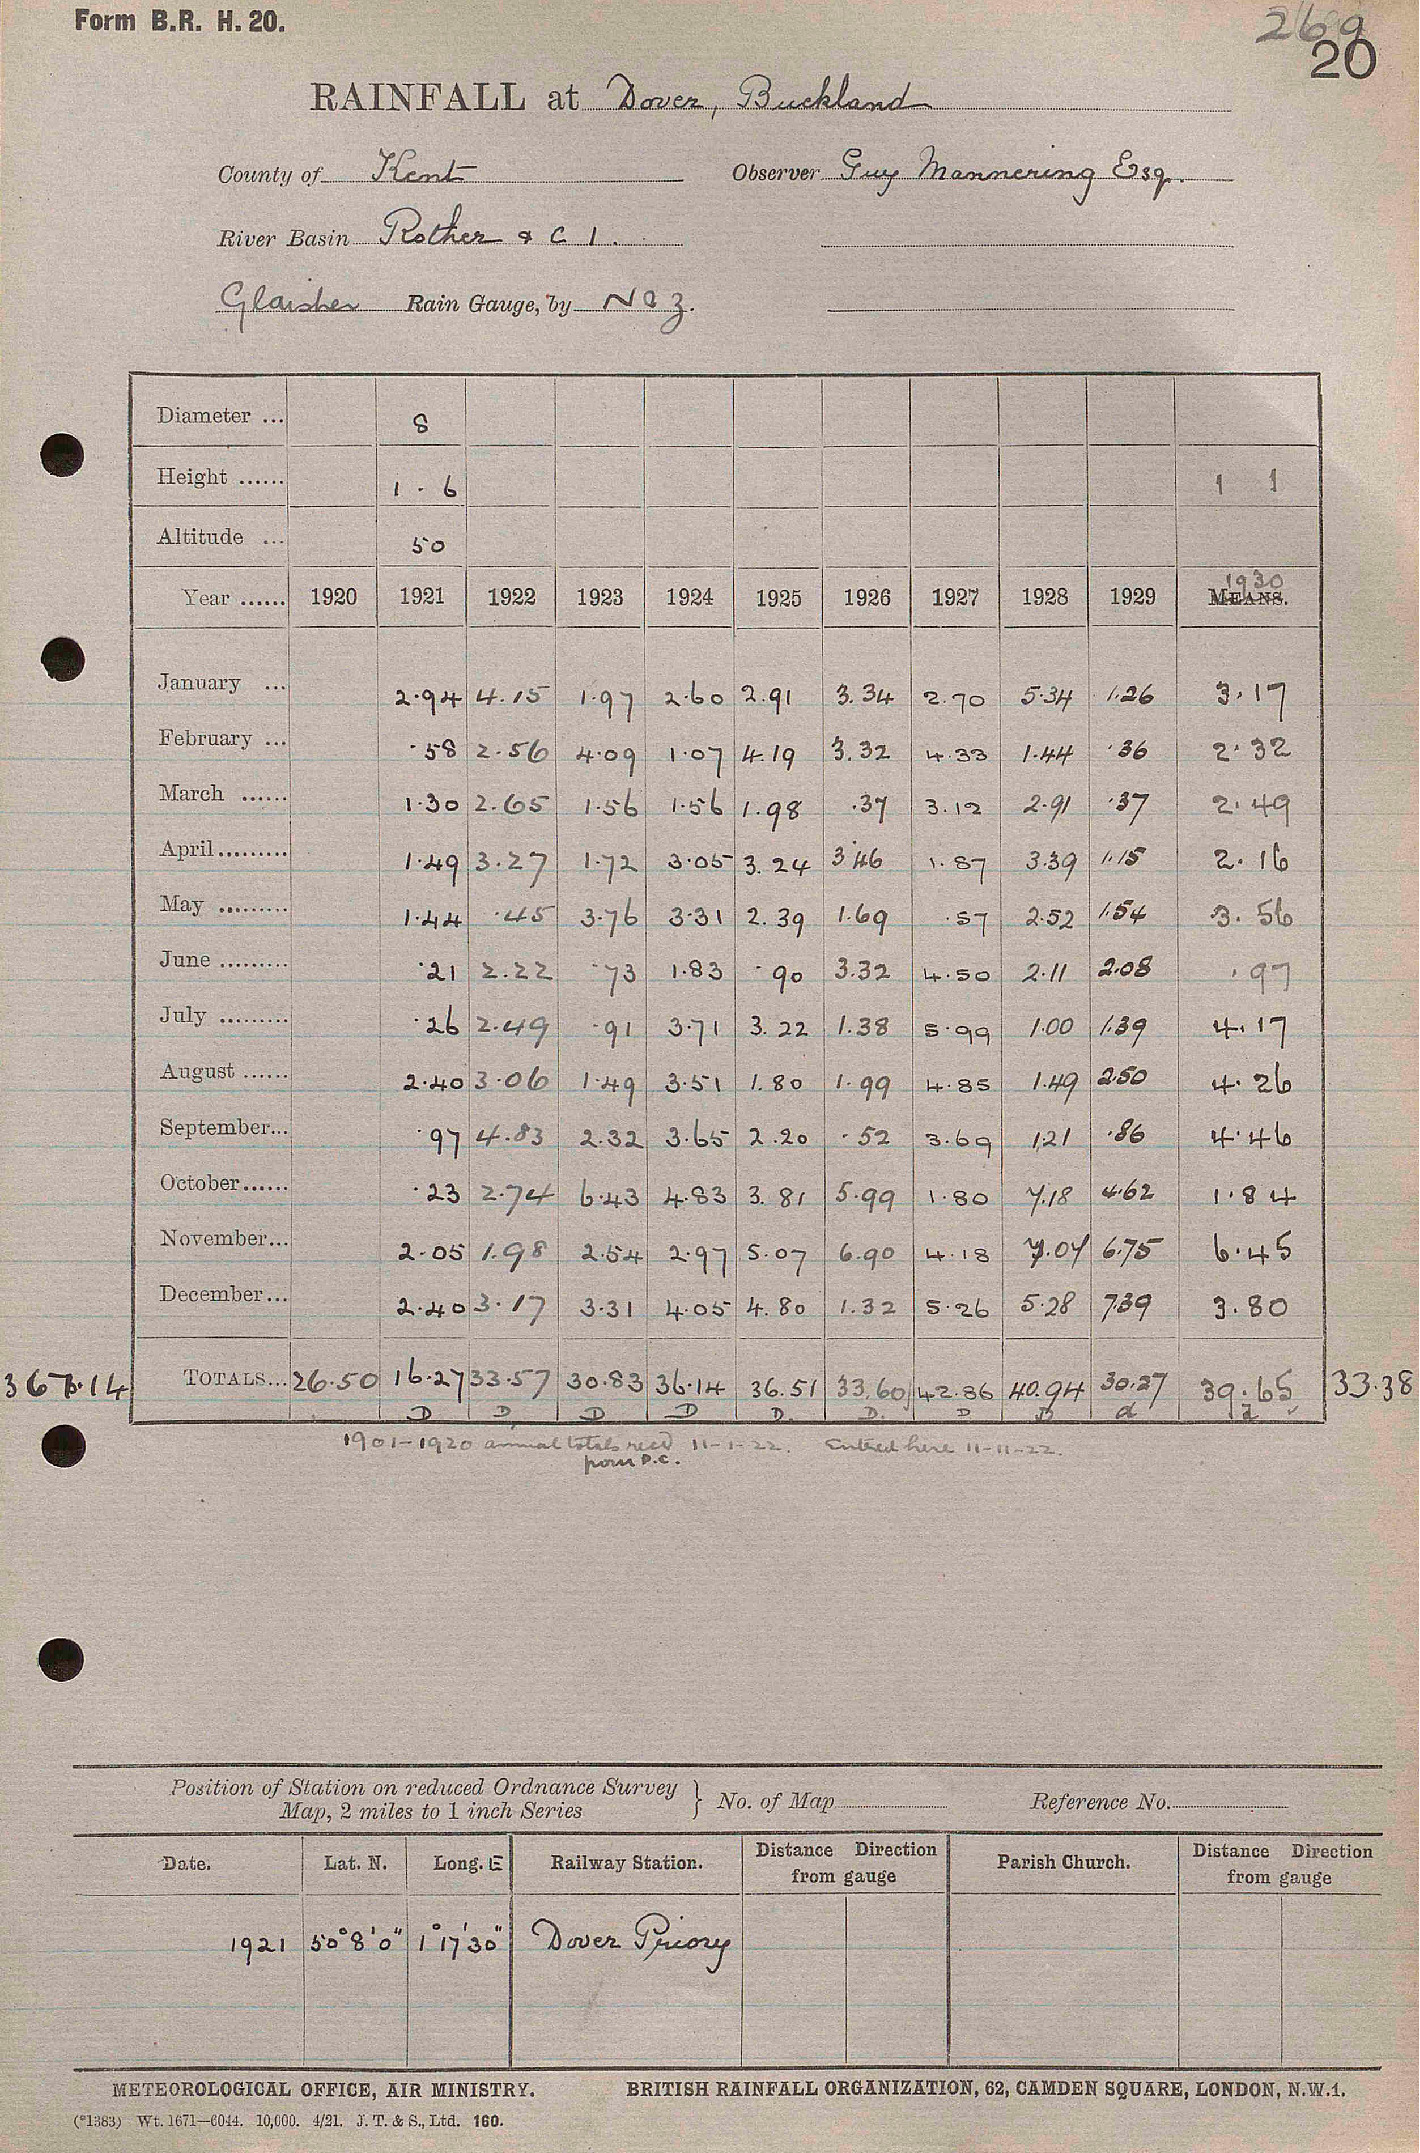 Form B.R. H. 20.
269
20
RAINFALL at Dover, Buckland
County of Kent Observer Guy Mannering Esq.
River Basin Rother & C 1.
Glaisher Rain Gauge, by N & Z.
Diameter ... 8
Height ...... 1 - 6 1 1
Altitude ... 50
1930
Year ...... 1920 1921 1922 1923 1924 1925 1926 1927 1928 1929 MEANS.
January ... 2.94 4.15 1.97 2.60 2.91 3.34 2.70 5.34 1.26 3.17
February ... .58 2.56 4.09 1.07 4.19 3.32 4.33 1.44 .36 2.32
March ...... 1.30 2.65 1.56 1.56 1.98 .37 3.12 2.91 .37 2.49
April ......... 1.49 3.27 1.72 3.05 3.24 3.46 1.87 3.39 1.15 2.16
May ......... 1.44 .45 3.76 3.31 2.39 1.69 .57 2.52 1.54 3.56
June ......... .21 2.22 .73 1.83 .90 3.32 4.50 2.11 2.08 .97
July ......... .26 2.49 .91 3.71 3.22 1.38 5.99 1.00 1.39 4.17
August ...... 2.40 3.06 1.49 3.51 1.80 1.99 4.85 1.49 2.50 4.26
September... .97 4.83 2.32 3.65 2.20 .52 3.69 1.21 .86 4.46
October...... .23 2.74 6.43 4.83 3.81 5.99 1.80 7.18 4.62 1.84
November... 2.05 1.98 2.54 2.97 5.07 6.90 4.18 7.07 6.75 6.45
December... 2.40 3.17 3.31 4.05 4.80 1.32 5.26 5.28 7.39 3.80
367.14 TOTALS... 26.50 16.27 33.57 30.83 36.14 36.51 33.60 42.86 40.94 30.27 39.65 33.38
D D D D D. D. D D d d
1901-1920 annual totals recd 11-1-22. Entered here 11-11-22.
from D.C.
Position of Station on reduced Ordnance Survey
Map, 2 miles to 1 inch Series } No. of Map Reference No.
Date. Lat. N. Long. E Railway Station. Distance Direction from gauge Parish Church. Distance Direction from gauge
1921 50° 8' 0" 1° 17' 30" Dover Priory
METEOROLOGICAL OFFICE, AIR MINISTRY. BRITISH RAINFALL ORGANIZATION, 62, CAMDEN SQUARE, LONDON, N.W.1.
(*1383) Wt. 1671—6044. 10,000. 4/21. J. T. & S., Ltd. 160.